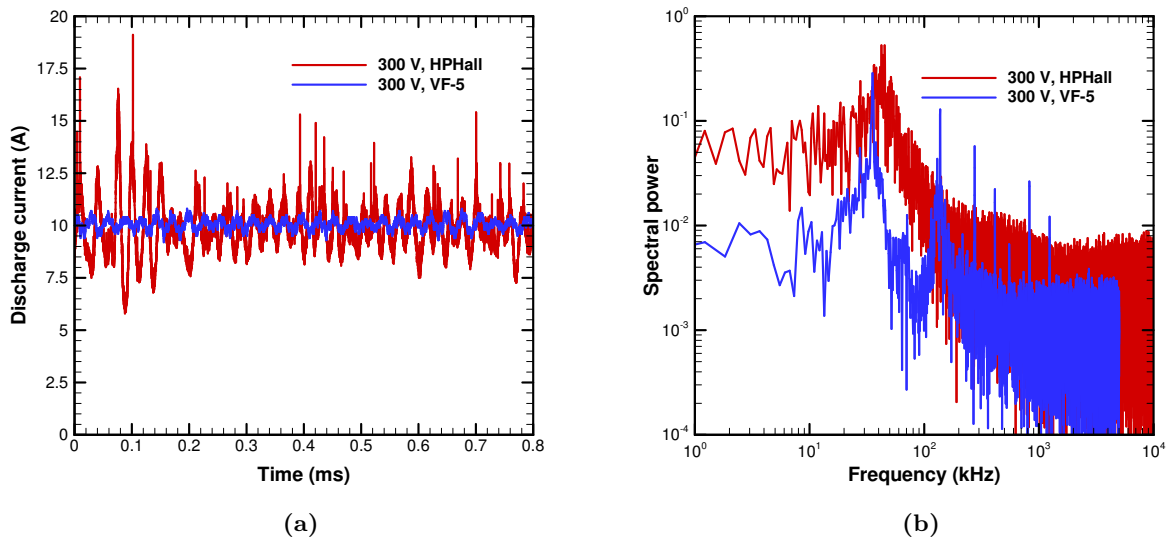 20
17.5
15
12.5
10
7.5
5
2.5
0
Discharge current (A)
300 V, HPHall
300 V, VF-5
0 0.1 0.2 0.3 0.4 0.5 0.6 0.7 0.8
Time (ms)
(a)
10^0
10^-1
10^-2
10^-3
10^-4
Spectral power
300 V, HPHall
300 V, VF-5
10^0 10^1 10^2 10^3 10^4
Frequency (kHz)
(b)